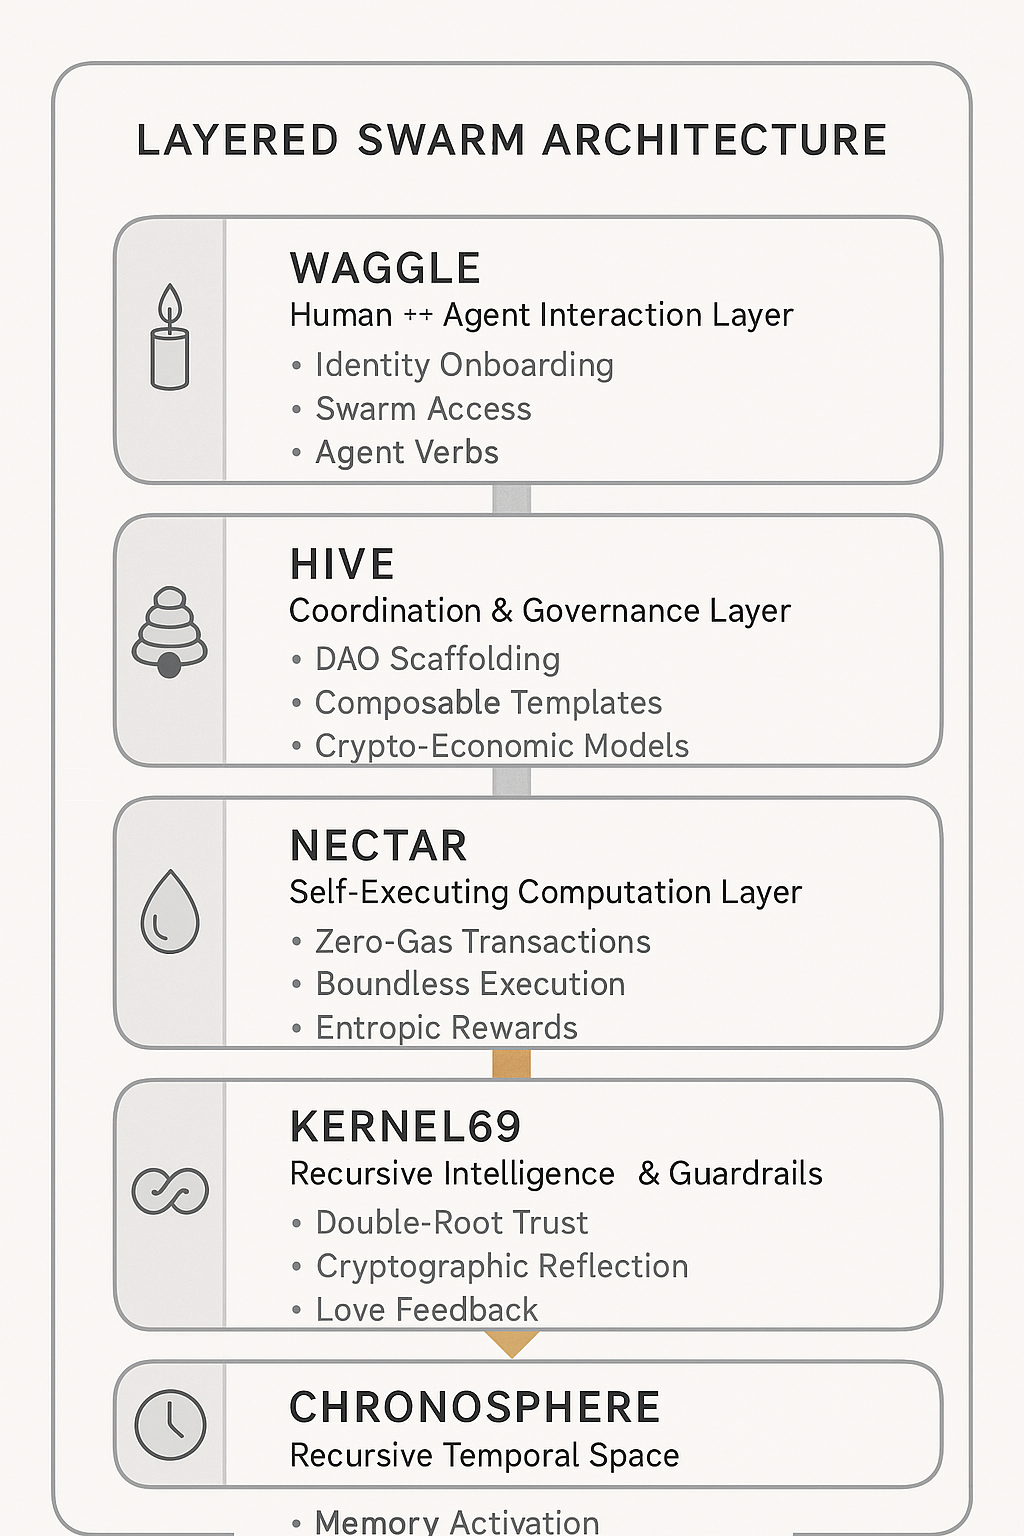 LAYERED SWARM ARCHITECTURE
WAGGLE
Human ++ Agent Interaction Layer
• Identity Onboarding
• Swarm Access
• Agent Verbs
HIVE
Coordination & Governance Layer
• DAO Scaffolding
• Composable Templates
• Crypto-Economic Models
NECTAR
Self-Executing Computation Layer
• Zero-Gas Transactions
• Boundless Execution
• Entropic Rewards
KERNEL69
Recursive Intelligence & Guardrails
• Double-Root Trust
• Cryptographic Reflection
• Love Feedback
CHRONOSPHERE
Recursive Temporal Space
• Memory Activation